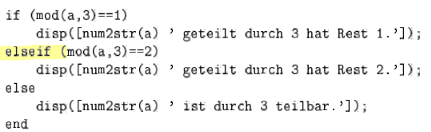 if (mod(a,3)==1)
disp([num2str(a) ’ geteilt durch 3 hat Rest 1.’]);
elseif (mod(a,3)==2)
disp([num2str(a) ’ geteilt durch 3 hat Rest 2.’]);
else
disp([num2str(a) ’ ist durch 3 teilbar.’]);
end